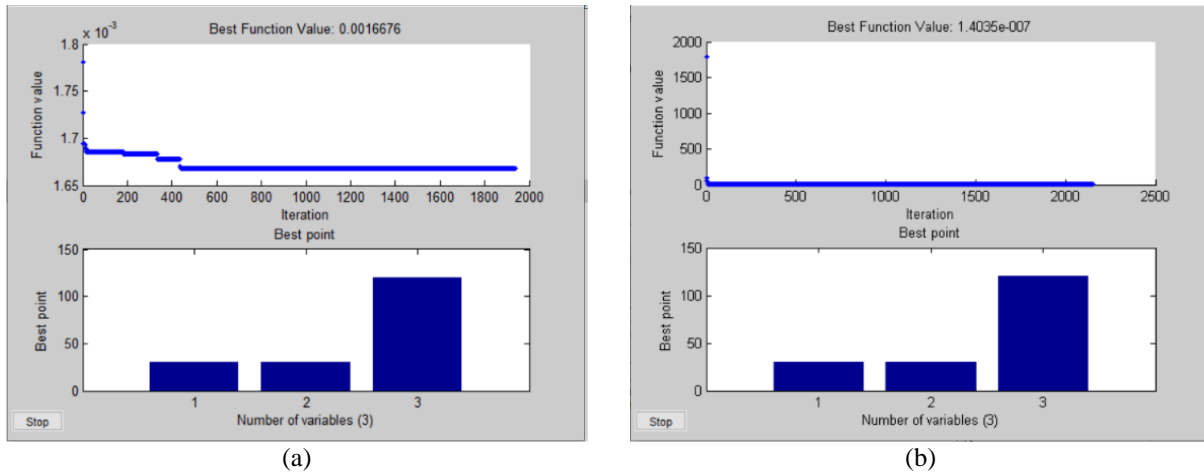 x 10^-3
Best Function Value: 0.0016676
1.8
1.75
1.7
1.65
Function value
0 200 400 600 800 1000 1200 1400 1600 1800 2000
Iteration
Best point
150
100
50
0
Best point
1 2 3
Number of variables (3)
Stop
(a)
Best Function Value: 1.4035e-007
2000
1500
1000
500
0
Function value
0 500 1000 1500 2000 2500
Iteration
Best point
150
100
50
0
Best point
1 2 3
Number of variables (3)
Stop
(b)